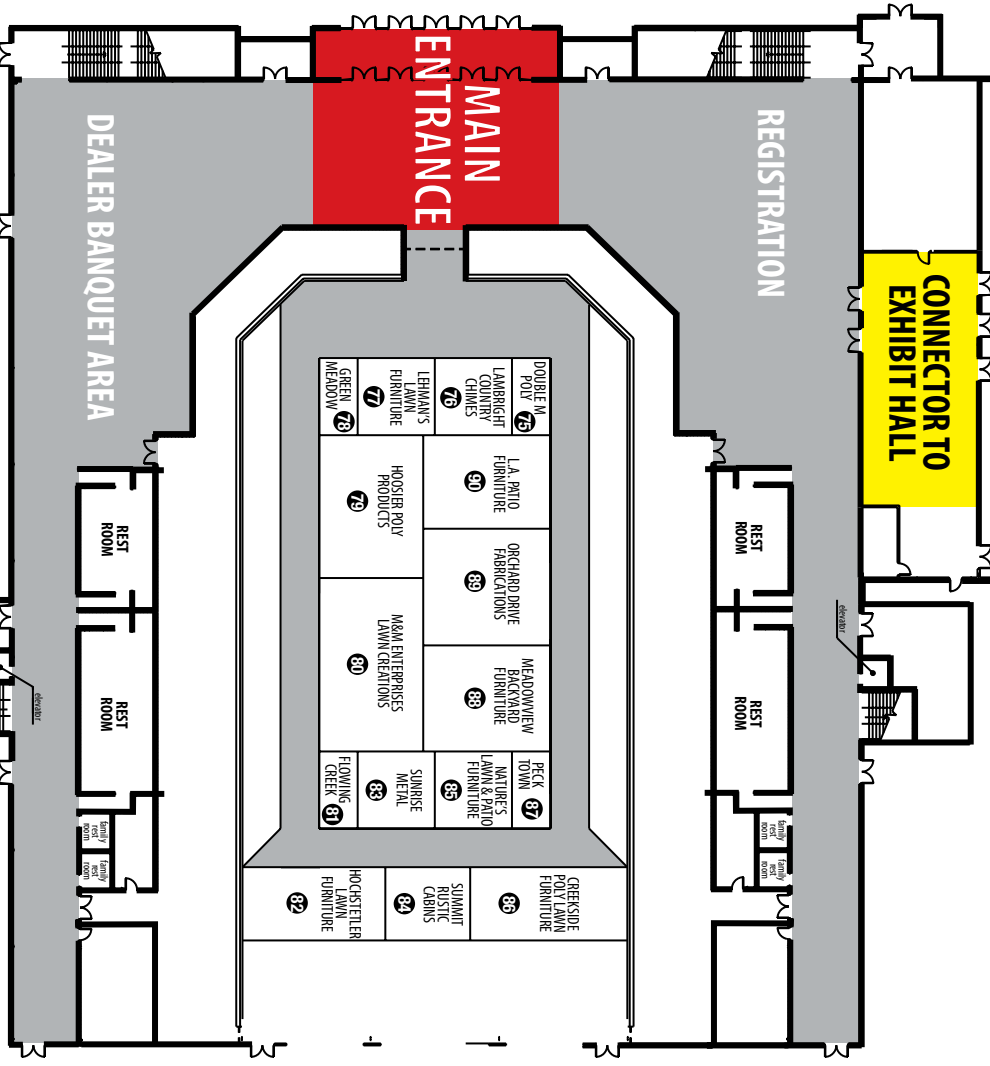 MAIN
ENTRANCE
REGISTRATION
DEALER BANQUET AREA
CONNECTOR TO
EXHIBIT HALL
DOUBLE M
POLY
75
LAMBRIGHT
COUNTRY
CHIMES
76
LEHMAN'S
LAWN
FURNITURE
77
GREEN
MEADOW
78
L.A. PATIO
FURNITURE
90
HOOSIER POLY
PRODUCTS
79
ORCHARD DRIVE
FABRICATIONS
89
M&M ENTERPRISES
LAWN CREATIONS
80
MEADOWVIEW
BACKYARD
FURNITURE
88
PECK
TOWN
87
NATURE'S
LAWN & PATIO
FURNITURE
85
SUNRISE
METAL
83
FLOWING
CREEK
81
CREEKSIDE
POLY LAWN
FURNITURE
86
SUMMIT
RUSTIC
CABINS
84
HOCHSTETLER
LAWN
FURNITURE
82
REST
ROOM
REST
ROOM
REST
ROOM
REST
ROOM
elevator
elevator
family
rest
room
family
rest
room
family
rest
room
family
rest
room